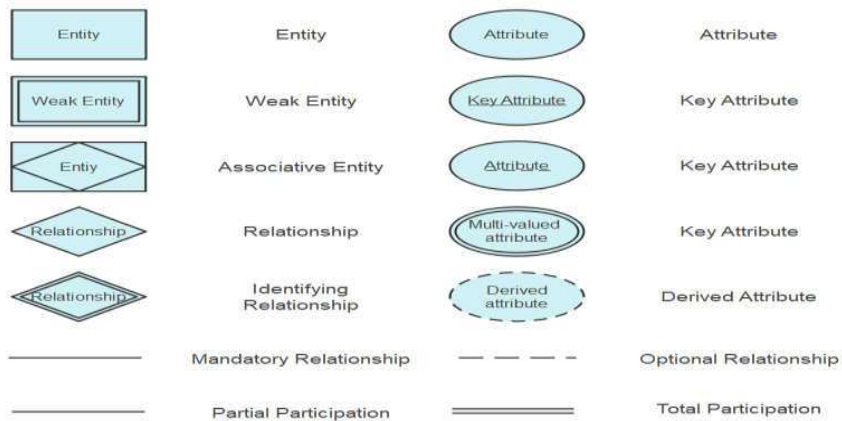 Entity
Entity
Attribute
Attribute
Weak Entity
Weak Entity
Key Attribute
Key Attribute
Entiy
Associative Entity
Attribute
Key Attribute
Relationship
Relationship
Multi-valued
attribute
Key Attribute
Relationship
Identifying
Relationship
Derived
attribute
Derived Attribute
Mandatory Relationship
Optional Relationship
Partial Participation
Total Participation